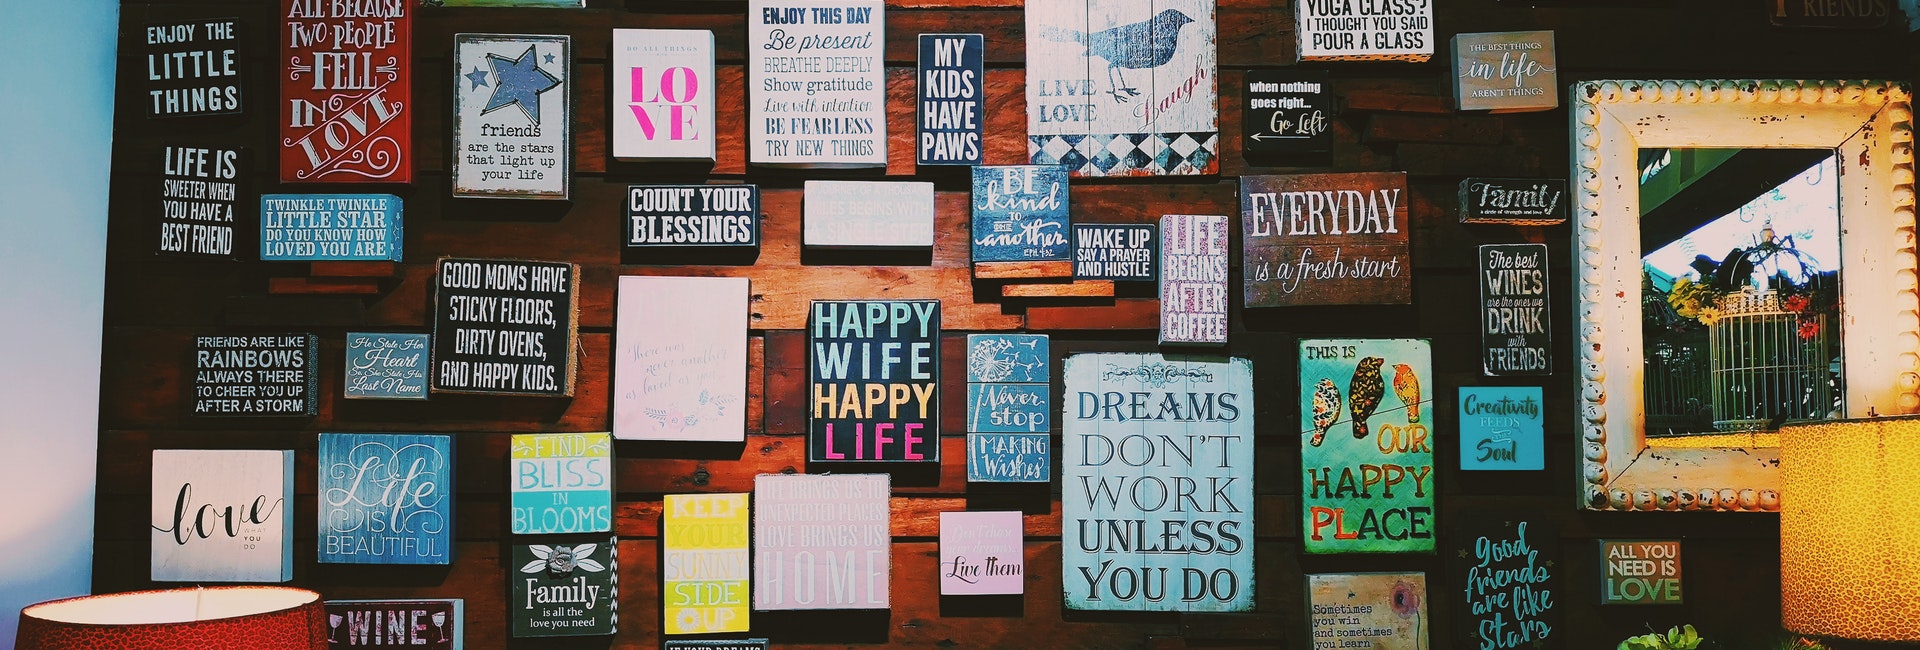 ENJOY THE
LITTLE
THINGS
ALL BECAUSE
TWO PEOPLE
FELL
IN
LOVE
friends
are the stars
that light up
your life
DO ALL THINGS
LO
VE
ENJOY THIS DAY
Be present
BREATHE DEEPLY
Show gratitude
Live with intention
BE FEARLESS
TRY NEW THINGS
MY
KIDS
HAVE
PAWS
LIVE
LOVE
Laugh
YOGA CLASS?
I THOUGHT YOU SAID
POUR A GLASS
when nothing
goes right...
Go Left
THE BEST THINGS
in life
AREN'T THINGS
FRIENDS
LIFE IS
SWEETER WHEN
YOU HAVE A
BEST FRIEND
TWINKLE TWINKLE
LITTLE STAR
DO YOU KNOW HOW
LOVED YOU ARE
COUNT YOUR
BLESSINGS
JOURNEY OF A THOUSAND
MILES BEGINS WITH
BE
kind
TO
one
another
EPH. 4:32
WAKE UP
SAY A PRAYER
AND HUSTLE
LIFE
BEGINS
AFTER
COFFEE
EVERYDAY
is a fresh start
Family
a circle of strength and love
GOOD MOMS HAVE
STICKY FLOORS,
DIRTY OVENS,
AND HAPPY KIDS.
The best
WINES
are the ones we
DRINK
with
FRIENDS
FRIENDS ARE LIKE
RAINBOWS
ALWAYS THERE
TO CHEER YOU UP
AFTER A STORM
He Stole Her
Heart
So She Stole His
Last Name
There was
never another
as loved as you
HAPPY
WIFE
HAPPY
LIFE
Never
stop
MAKING
Wishes
DREAMS
DON'T
WORK
UNLESS
YOU DO
THIS IS
OUR
HAPPY
PLACE
Creativity
FEEDS
THE
Soul
love
WHAT
YOU
DO
Life
IS
BEAUTIFUL
FIND
BLISS
IN
BLOOMS
Family
is all the
love you need
KEEP
YOUR
SUNNY
SIDE
UP
LIFE BRINGS US TO
UNEXPECTED PLACES
LOVE BRINGS US
HOME
Don't chase
Live them
Good
friends
are like
Stars
ALL YOU
NEED IS
LOVE
WINE
Sometimes
you win
and sometimes
you learn
IF YOUR DREAMS